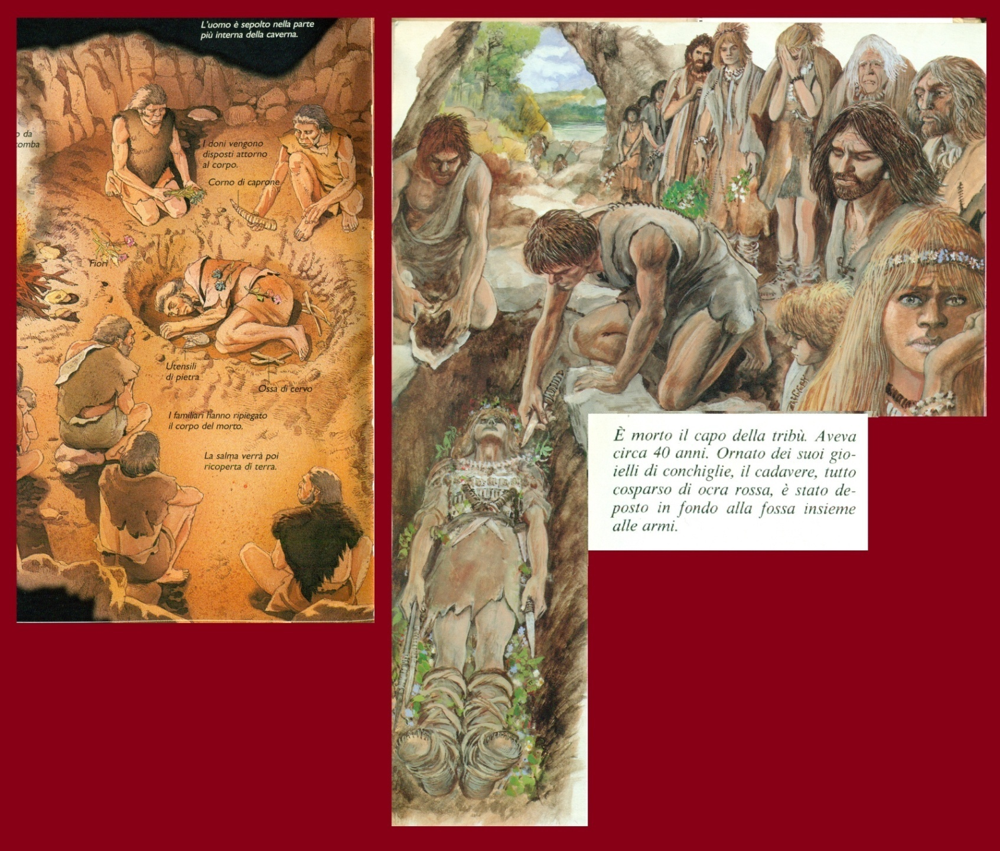 L'uomo è sepolto nella parte
più interna della caverna.
da
I doni vengono
disposti attorno
al corpo.
Corno di caprone
Fiori
Utensili
di pietra
Ossa di cervo
I familiari hanno ripiegato
il corpo del morto.
La salma verrà poi
ricoperta di terra.
È morto il capo della tribù. Aveva
circa 40 anni. Ornato dei suoi gio-
ielli di conchiglie, il cadavere, tutto
cosparso di ocra rossa, è stato de-
posto in fondo alla fossa insieme
alle armi.